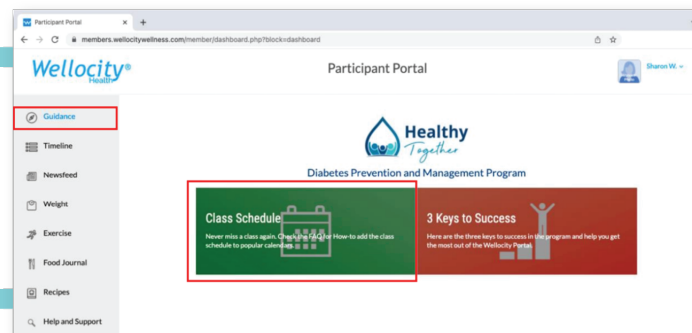 Participant Portal
members.wellocitywellness.com/member/dashboard.php?block=dashboard
Wellocity®
Health
Participant Portal
Sharon W.
Guidance
Timeline
Newsfeed
Weight
Exercise
Food Journal
Recipes
Help and Support
Healthy
Together
Diabetes Prevention and Management Program
Class Schedule
Never miss a class again. Check the FAQ for How-to add the class
schedule to popular calendars
3 Keys to Success
Here are the three keys to success in the program and help you get
the most out of the Wellocity Portal.